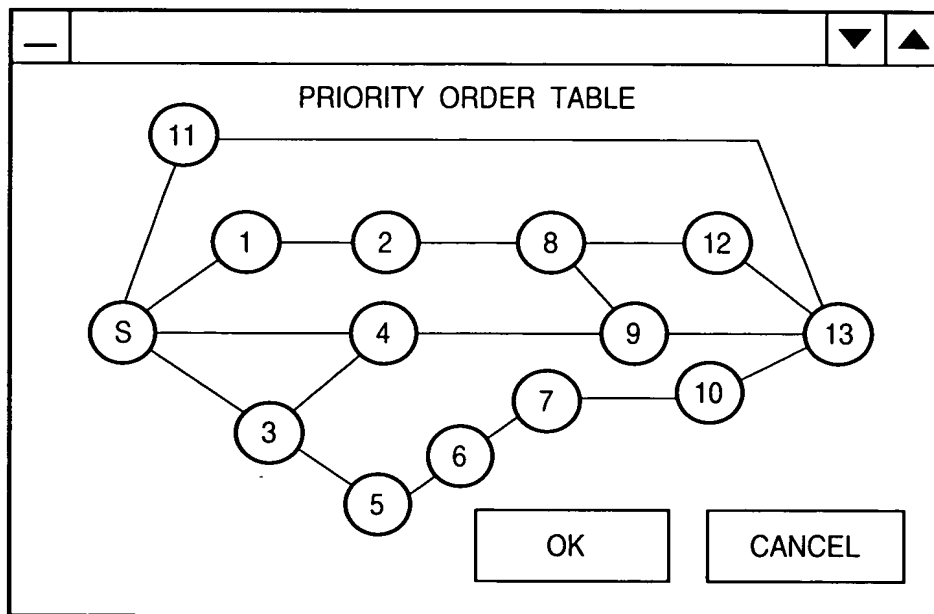 PRIORITY ORDER TABLE
11
1 2 8 12
S 4 9 13
3 7 10
5 6
OK CANCEL